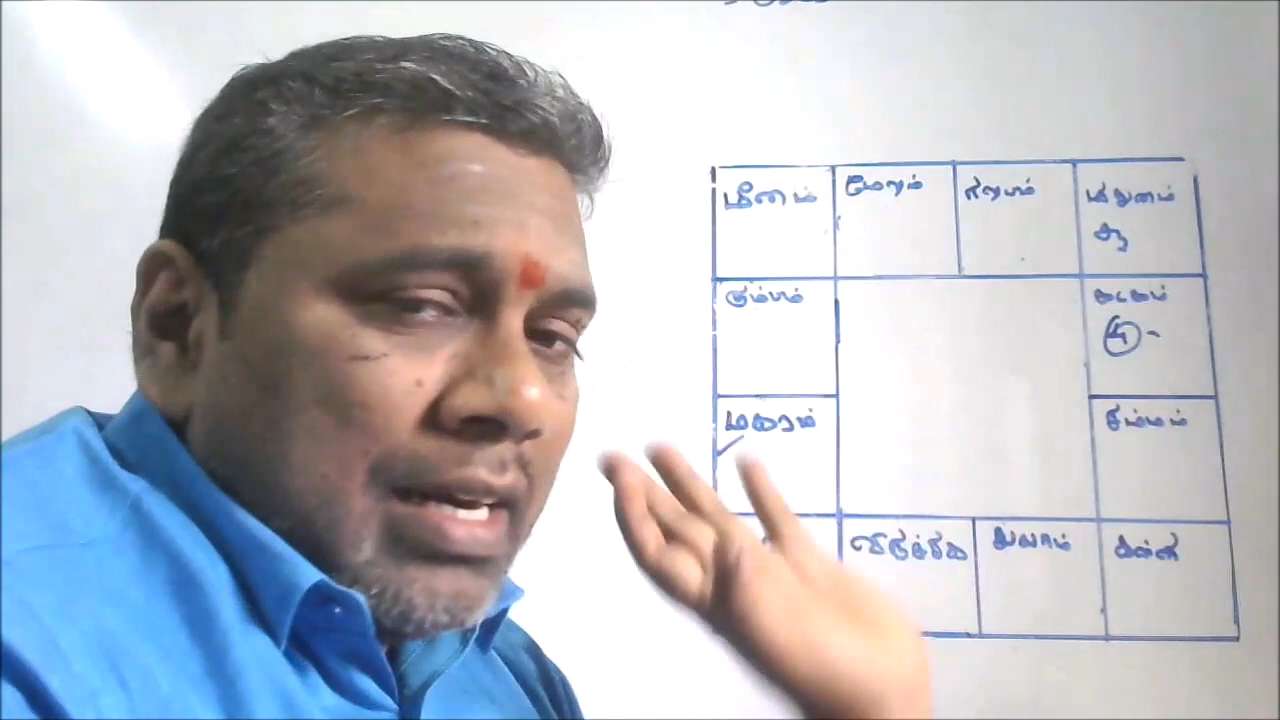 மீனம்
மேஷம்
ரிஷபம்
மிதுனம்
ஆ
கும்பம்
கடகம்
மகரம்
சிம்மம்
விருச்சிக
துலாம்
கன்னி